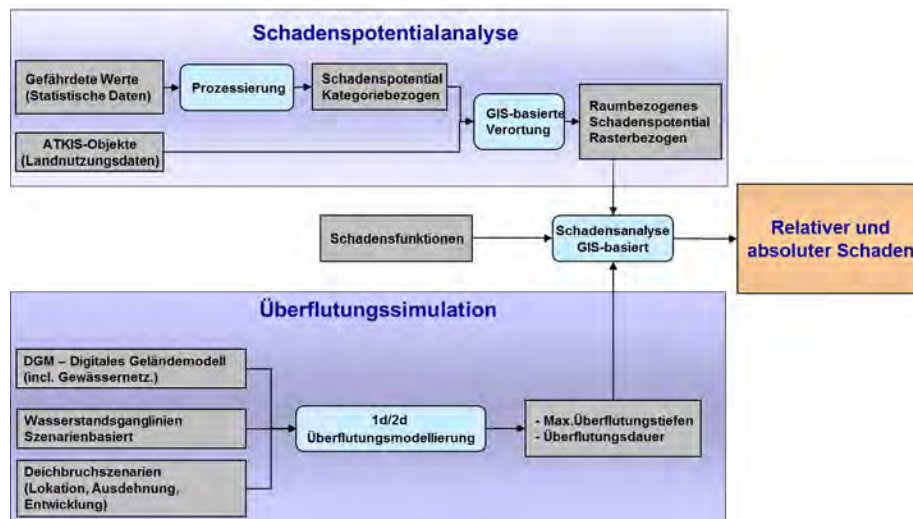 Schadenspotentialanalyse
Gefährdete Werte
(Statistische Daten)
Prozessierung
Schadenspotential
Kategoriebezogen
GIS-basierte
Verortung
Raumbezogenes
Schadenspotential
Rasterbezogen
ATKIS-Objekte
(Landnutzungsdaten)
Schadensfunktionen
Schadensanalyse
GIS-basiert
Relativer und
absoluter Schaden
Überflutungssimulation
DGM – Digitales Geländemodell
(incl. Gewässernetz.)
Wasserstandsganglinien
Szenarienbasiert
Deichbruchszenarien
(Lokation, Ausdehnung,
Entwicklung)
1d/2d
Überflutungsmodellierung
- Max.Überflutungstiefen
- Überflutungsdauer